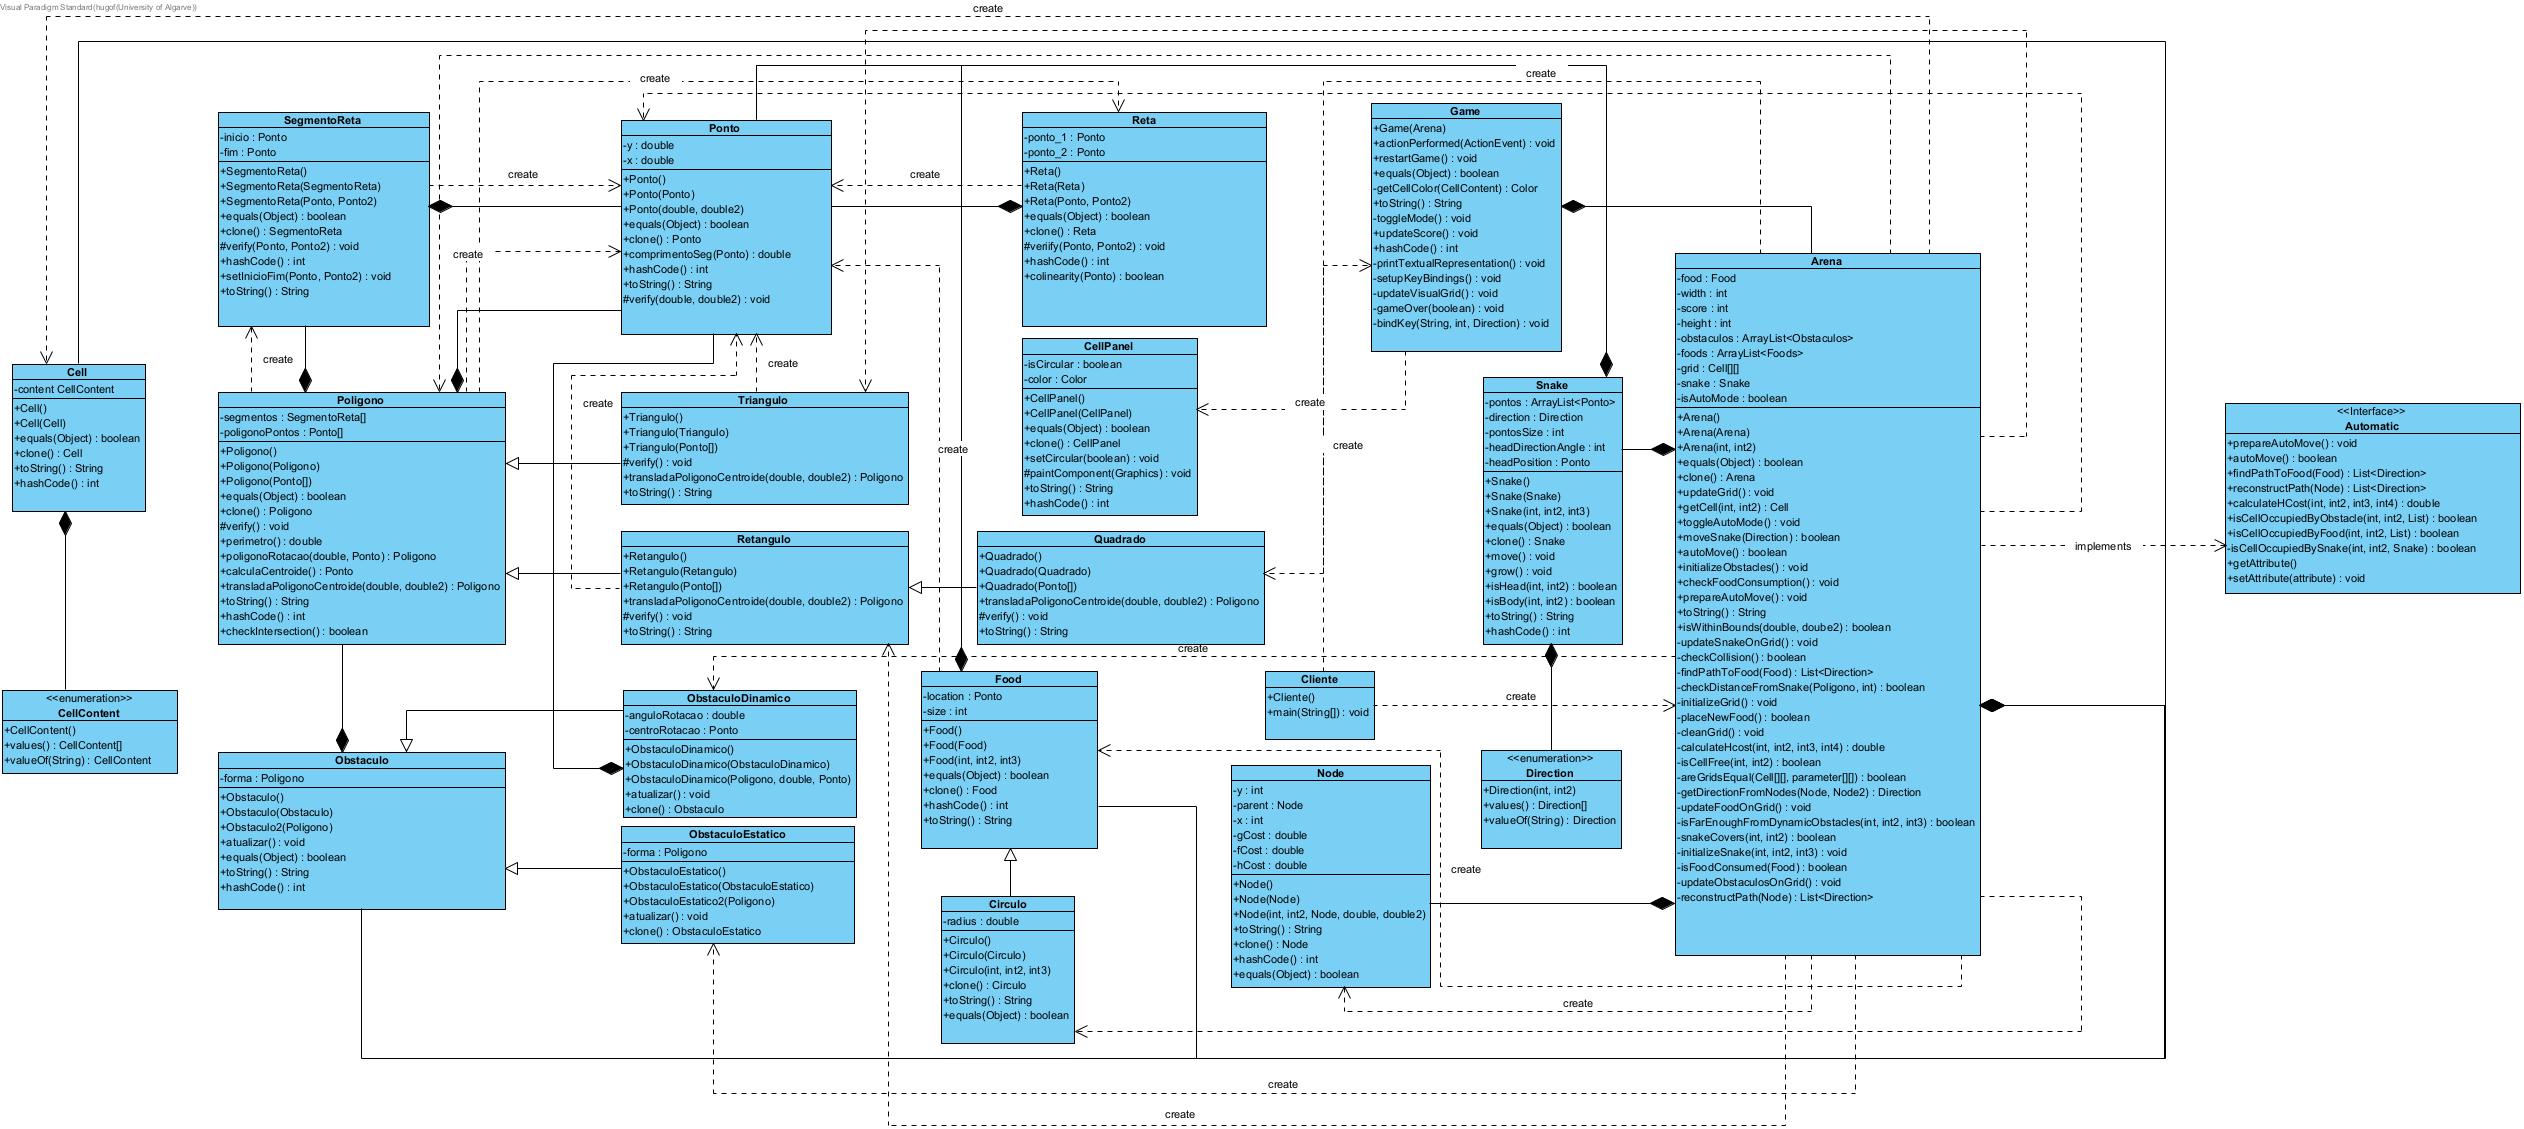 Visual Paradigm Standard(hugof(University of Algarve))
create
create
create
SegmentoReta
-inicio : Ponto
-fim : Ponto
+SegmentoReta()
+SegmentoReta(SegmentoReta)
+SegmentoReta(Ponto, Ponto2)
+equals(Object) : boolean
+clone() : SegmentoReta
#verify(Ponto, Ponto2) : void
+hashCode() : int
+setInicioFim(Ponto, Ponto2) : void
+toString() : String
create
create
create
Ponto
-y : double
-x : double
+Ponto()
+Ponto(Ponto)
+Ponto(double, double2)
+equals(Object) : boolean
+clone() : Ponto
+comprimentoSeg(Ponto) : double
+hashCode() : int
+toString() : String
#verify(double, double2) : void
create
Reta
-ponto_1 : Ponto
-ponto_2 : Ponto
+Reta()
+Reta(Reta)
+Reta(Ponto, Ponto2)
+equals(Object) : boolean
+clone() : Reta
#veriify(Ponto, Ponto2) : void
+hashCode() : int
+colinearity(Ponto) : boolean
Game
+Game(Arena)
+actionPerformed(ActionEvent) : void
+restartGame() : void
+equals(Object) : boolean
-getCellColor(CellContent) : Color
+toString() : String
-toggleMode() : void
+updateScore() : void
+hashCode() : int
-printTextualRepresentation() : void
-setupKeyBindings() : void
-updateVisualGrid() : void
-gameOver(boolean) : void
-bindKey(String, int, Direction) : void
Arena
-food : Food
-width : int
-score : int
-height : int
-obstaculos : ArrayList<Obstaculos>
-foods : ArrayList<Foods>
-grid : Cell[][]
-snake : Snake
-isAutoMode : boolean
+Arena()
+Arena(Arena)
+Arena(int, int2)
+equals(Object) : boolean
+clone() : Arena
+updateGrid() : void
+getCell(int, int2) : Cell
+toggleAutoMode() : void
+moveSnake(Direction) : boolean
+autoMove() : boolean
+initializeObstacles() : void
+checkFoodConsumption() : void
+prepareAutoMove() : void
+toString() : String
+isWithinBounds(double, doube2) : boolean
-updateSnakeOnGrid() : void
-checkCollision() : boolean
-findPathToFood(Food) : List<Direction>
-checkDistanceFromSnake(Poligono, int) : boolean
-initializeGrid() : void
-placeNewFood() : boolean
-cleanGrid() : void
-calculateHcost(int, int2, int3, int4) : double
-isCellFree(int, int2) : boolean
-areGridsEqual(Cell[][], parameter[][]) : boolean
-getDirectionFromNodes(Node, Node2) : Direction
-updateFoodOnGrid() : void
-isFarEnoughFromDynamicObstacles(int, int2, int3) : boolean
-snakeCovers(int, int2) : boolean
-initializeSnake(int, int2, int3) : void
-isFoodConsumed(Food) : boolean
-updateObstaculosOnGrid() : void
-reconstructPath(Node) : List<Direction>
implements
<<Interface>>
Automatic
+prepareAutoMove() : void
+autoMove() : boolean
+findPathToFood(Food) : List<Direction>
+reconstructPath(Node) : List<Direction>
+calculateHCost(int, int2, int3, int4) : double
+isCellOccupiedByObstacle(int, int2, List) : boolean
+isCellOccupiedByFood(int, int2, List) : boolean
-isCellOccupiedBySnake(int, int2, Snake) : boolean
+getAttribute()
+setAttribute(attribute) : void
Cell
-content CellContent
+Cell()
+Cell(Cell)
+equals(Object) : boolean
+clone() : Cell
+toString() : String
+hashCode() : int
Poligono
-segmentos : SegmentoReta[]
-poligonoPontos : Ponto[]
+Poligono()
+Poligono(Poligono)
+Poligono(Ponto[])
+equals(Object) : boolean
+clone() : Poligono
#verify() : void
+perimetro() : double
+poligonoRotacao(double, Ponto) : Poligono
+calculaCentroide() : Ponto
+transladaPoligonoCentroide(double, double2) : Poligono
+toString() : String
+hashCode() : int
+checkIntersection() : boolean
create
create
Triangulo
+Triangulo()
+Triangulo(Triangulo)
+Triangulo(Ponto[])
#verify() : void
+transladaPoligonoCentroide(double, double2) : Poligono
+toString() : String
CellPanel
-isCircular : boolean
-color : Color
+CellPanel()
+CellPanel(CellPanel)
+equals(Object) : boolean
+clone() : CellPanel
+setCircular(boolean) : void
#paintComponent(Graphics) : void
+toString() : String
+hashCode() : int
create
create
create
Snake
-pontos : ArrayList<Ponto>
-direction : Direction
-pontosSize : int
-headDirectionAngle : int
-headPosition : Ponto
+Snake()
+Snake(Snake)
+Snake(int, int2, int3)
+equals(Object) : boolean
+clone() : Snake
+move() : void
+grow() : void
+isHead(int, int2) : boolean
+isBody(int, int2) : boolean
+toString() : String
+hashCode() : int
Retangulo
+Retangulo()
+Retangulo(Retangulo)
+Retangulo(Ponto[])
+transladaPoligonoCentroide(double, double2) : Poligono
#verify() : void
+toString() : String
Quadrado
+Quadrado()
+Quadrado(Quadrado)
+Quadrado(Ponto[])
+transladaPoligonoCentroide(double, double2) : Poligono
#verify() : void
+toString() : String
create
<<enumeration>>
CellContent
+CellContent()
+values() : CellContent[]
+valueOf(String) : CellContent
Obstaculo
-forma : Poligono
+Obstaculo()
+Obstaculo(Obstaculo)
+Obstaculo2(Poligono)
+atualizar() : void
+equals(Object) : boolean
+toString() : String
+hashCode() : int
ObstaculoDinamico
-anguloRotacao : double
-centroRotacao : Ponto
+ObstaculoDinamico()
+ObstaculoDinamico(ObstaculoDinamico)
+ObstaculoDinamico(Poligono, double, Ponto)
+atualizar() : void
+clone() : Obstaculo
ObstaculoEstatico
-forma : Poligono
+ObstaculoEstatico()
+ObstaculoEstatico(ObstaculoEstatico)
+ObstaculoEstatico2(Poligono)
+atualizar() : void
+clone() : ObstaculoEstatico
Food
-location : Ponto
-size : int
+Food()
+Food(Food)
+Food(int, int2, int3)
+equals(Object) : boolean
+clone() : Food
+hashCode() : int
+toString() : String
Circulo
-radius : double
+Circulo()
+Circulo(Circulo)
+Circulo(int, int2, int3)
+clone() : Circulo
+toString() : String
+equals(Object) : boolean
Cliente
+Cliente()
+main(String[]) : void
create
Node
-y : int
-parent : Node
-x : int
-gCost : double
-fCost : double
-hCost : double
+Node()
+Node(Node)
+Node(int, int2, Node, double, double2)
+toString() : String
+clone() : Node
+hashCode() : int
+equals(Object) : boolean
<<enumeration>>
Direction
+Direction(int, int2)
+values() : Direction[]
+valueOf(String) : Direction
create
create
create
create